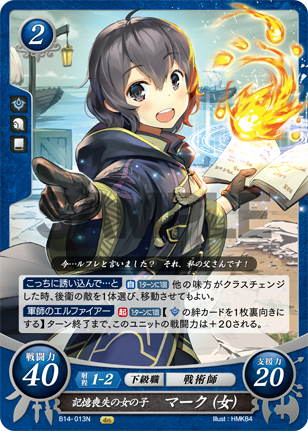 2
SAMPLE
今…ルフレと言いました? それ、私の父さんです!
こっちに誘い込んで…と 自 1ターンに1回 他の味方がクラスチェンジ
した時、後衛の敵を1体選び、移動させてもよい。
軍師のエルファイアー 起 1ターンに1回 の絆カードを1枚裏向きに
する】ターン終了まで、このユニットの戦闘力は+20される。
戦闘力
40
射程 1-2 下級職 戦術師
支援力
20
記憶喪失の女の子 マーク(女)
B14-013N
Illust:HMK84